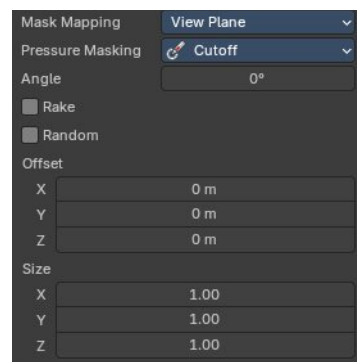 Mask Mapping View Plane
Pressure Masking Cutoff
Angle 0°
Rake
Random
Offset
X 0 m
Y 0 m
Z 0 m
Size
X 1.00
Y 1.00
Z 1.00